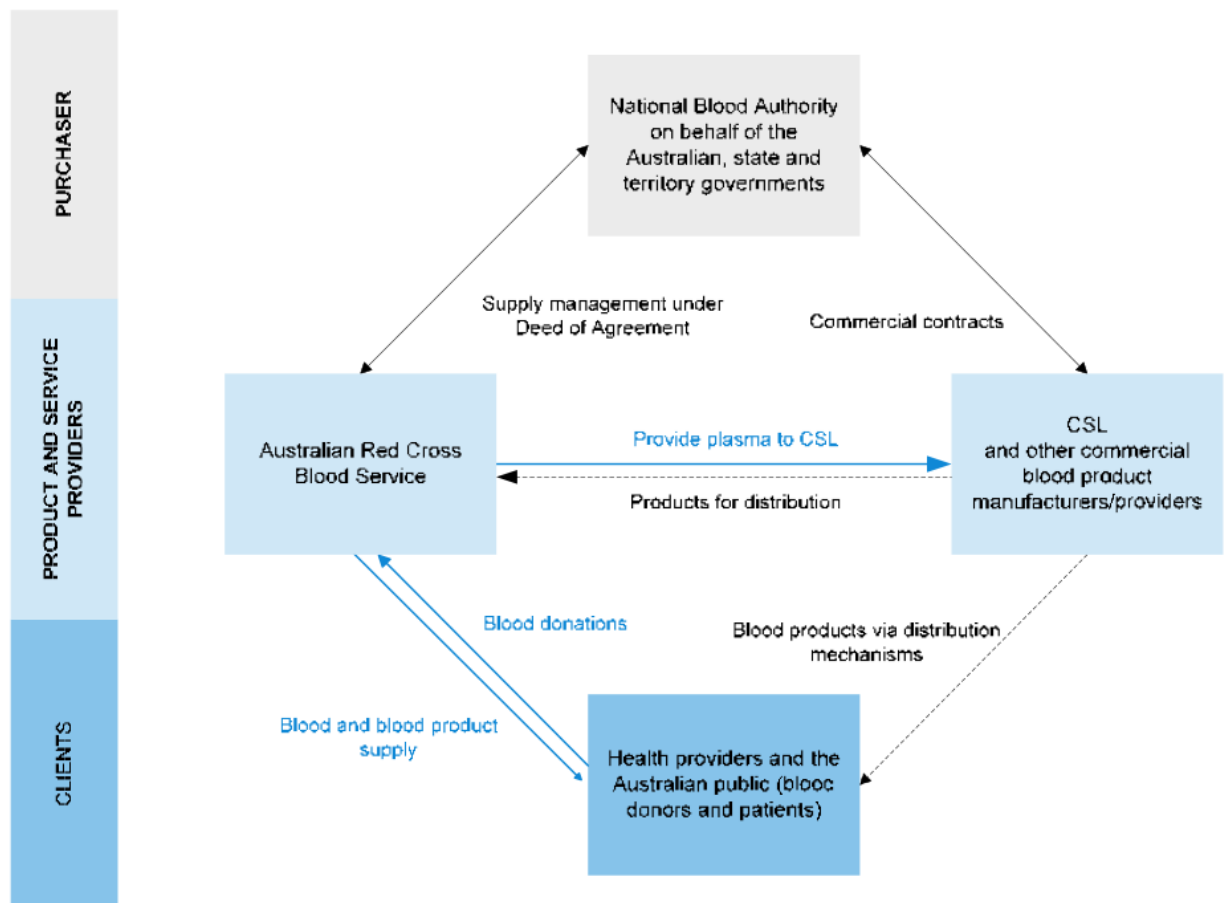 PURCHASER
National Blood Authority
on behalf of the
Australian, state and
territory governments
Supply management under
Deed of Agreement
Commercial contracts
PRODUCT AND SERVICE
PROVIDERS
Australian Red Cross
Blood Service
Provide plasma to CSL
Products for distribution
CSL
and other commercial
blood product
manufacturers/providers
Blood donations
Blood products via distribution
mechanisms
Blood and blood product
supply
CLIENTS
Health providers and the
Australian public (blood
donors and patients)